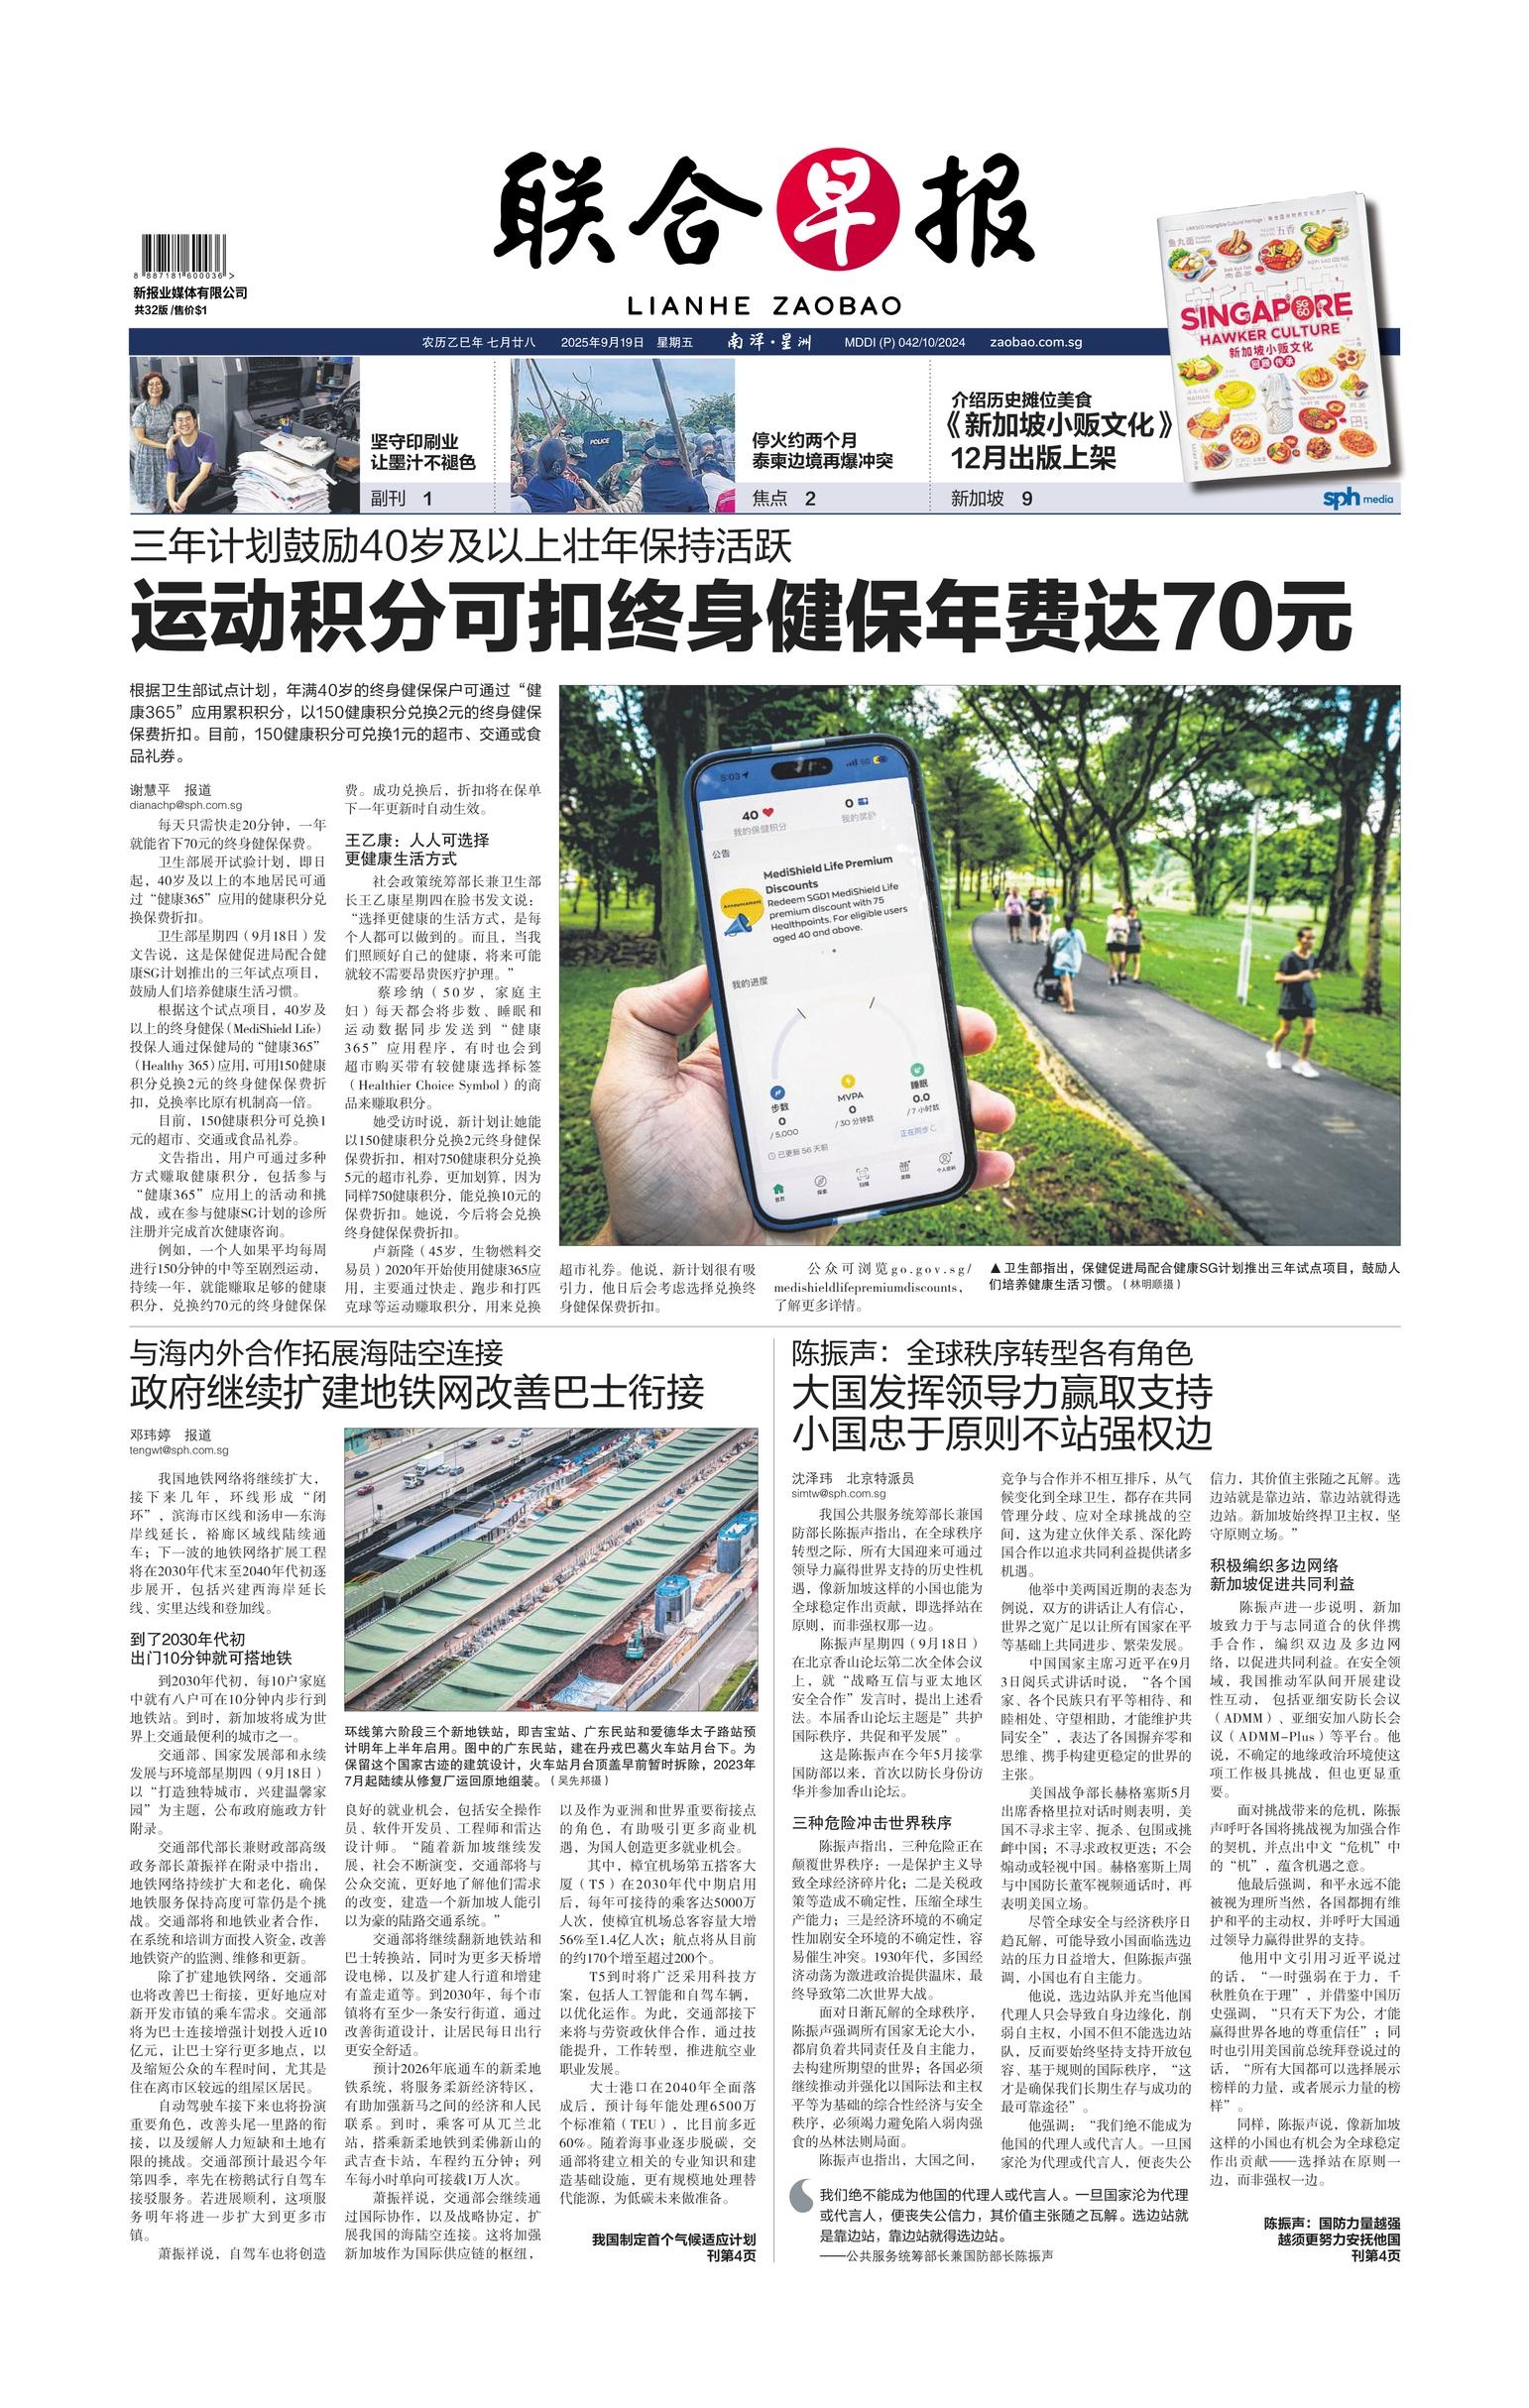 联合早报
LIANHE ZAOBAO
8 887181 600036 >
新报业媒体有限公司
共32版 /售价$1
农历乙巳年 七月廿八 2025年9月19日 星期五 南洋·星洲 MDDI (P) 042/10/2024 zaobao.com.sg
SINGAPORE
SG
60
HAWKER CULTURE
新加坡小贩文化
回顾 传承
坚守印刷业
让墨汁不褪色
副刊 1
POLICE
停火约两个月
泰柬边境再爆冲突
焦点 2
介绍历史摊位美食
《新加坡小贩文化》
12月出版上架
新加坡 9
sph media
三年计划鼓励40岁及以上壮年保持活跃
运动积分可扣终身健保年费达70元
根据卫生部试点计划，年满40岁的终身健保保户可通过“健
康365”应用累积积分，以150健康积分兑换2元的终身健保
保费折扣。目前，150健康积分可兑换1元的超市、交通或食
品礼券。
谢慧平 报道
dianachp@sph.com.sg
每天只需快走20分钟，一年
就能省下70元的终身健保保费。
卫生部展开试验计划，即日
起，40岁及以上的本地居民可通
过“健康365”应用的健康积分兑
换保费折扣。
卫生部星期四（9月18日）发
文告说，这是保健促进局配合健
康SG计划推出的三年试点项目，
鼓励人们培养健康生活习惯。
根据这个试点项目，40岁及
以上的终身健保（MediShield Life）
投保人通过保健局的“健康365”
（Healthy 365）应用，可用150健康
积分兑换2元的终身健保保费折
扣，兑换率比原有机制高一倍。
目前，150健康积分可兑换1
元的超市、交通或食品礼券。
文告指出，用户可通过多种
方式赚取健康积分，包括参与
“健康365”应用上的活动和挑
战，或在参与健康SG计划的诊所
注册并完成首次健康咨询。
例如，一个人如果平均每周
进行150分钟的中等至剧烈运动，
持续一年，就能赚取足够的健康
积分，兑换约70元的终身健保保
费。成功兑换后，折扣将在保单
下一年更新时自动生效。
王乙康：人人可选择
更健康生活方式
社会政策统筹部长兼卫生部
长王乙康星期四在脸书发文说：
“选择更健康的生活方式，是每
个人都可以做到的。而且，当我
们照顾好自己的健康，将来可能
就较不需要昂贵医疗护理。”
蔡珍纳（50岁，家庭主
妇）每天都会将步数、睡眠和
运动数据同步发送到“健康
365”应用程序，有时也会到
超市购买带有较健康选择标签
（Healthier Choice Symbol）的商
品来赚取积分。
她受访时说，新计划让她能
以150健康积分兑换2元终身健保
保费折扣，相对750健康积分兑换
5元的超市礼券，更加划算，因为
同样750健康积分，能兑换10元的
保费折扣。她说，今后将会兑换
终身健保保费折扣。
卢新隆（45岁，生物燃料交
易员）2020年开始使用健康365应
用，主要通过快走、跑步和打匹
克球等运动赚取积分，用来兑换
超市礼券。他说，新计划很有吸
引力，他日后会考虑选择兑换终
身健保保费折扣。
公众可浏览go.gov.sg/
medishieldlifepremiumdiscounts，
了解更多详情。
5:03
5G
40
我的保健积分
0
我的奖励
公告
Announcement
MediShield Life Premium
Discounts
Redeem SGD1 MediShield Life
premium discount with 75
Healthpoints. For eligible users
aged 40 and above.
我的进度
步数
0
/ 5,000
MVPA
0
/ 30 分钟数
睡眠
0.0
/ 7 小时数
已更新 56 天前
正在同步
首页
探索
扫描
奖励
个人资料
▲卫生部指出，保健促进局配合健康SG计划推出三年试点项目，鼓励人
们培养健康生活习惯。（林明顺摄）
与海内外合作拓展海陆空连接
政府继续扩建地铁网改善巴士衔接
邓玮婷 报道
tengwt@sph.com.sg
我国地铁网络将继续扩大，
接下来几年，环线形成“闭
环”，滨海市区线和汤申—东海
岸线延长，裕廊区域线陆续通
车；下一波的地铁网络扩展工程
将在2030年代末至2040年代初逐
步展开，包括兴建西海岸延长
线、实里达线和登加线。
到了2030年代初
出门10分钟就可搭地铁
到2030年代初，每10户家庭
中就有八户可在10分钟内步行到
地铁站。到时，新加坡将成为世
界上交通最便利的城市之一。
交通部、国家发展部和永续
发展与环境部星期四（9月18日）
以“打造独特城市，兴建温馨家
园”为主题，公布政府施政方针
附录。
交通部代部长兼财政部高级
政务部长萧振祥在附录中指出，
地铁网络持续扩大和老化，确保
地铁服务保持高度可靠仍是个挑
战。交通部将和地铁业者合作，
在系统和培训方面投入资金，改善
地铁资产的监测、维修和更新。
除了扩建地铁网络，交通部
也将改善巴士衔接，更好地应对
新开发市镇的乘车需求。交通部
将为巴士连接增强计划投入近10
亿元，让巴士穿行更多地点，以
及缩短公众的车程时间，尤其是
住在离市区较远的组屋区居民。
自动驾驶车接下来也将扮演
重要角色，改善头尾一里路的衔
接，以及缓解人力短缺和土地有
限的挑战。交通部预计最迟今年
第四季，率先在榜鹅试行自驾车
接驳服务。若进展顺利，这项服
务明年将进一步扩大到更多市
镇。
萧振祥说，自驾车也将创造
环线第六阶段三个新地铁站，即吉宝站、广东民站和爱德华太子路站预
计明年上半年启用。图中的广东民站，建在丹戎巴葛火车站月台下。为
保留这个国家古迹的建筑设计，火车站月台顶盖早前暂时拆除，2023年
7月起陆续从修复厂运回原地组装。（吴先邦摄）
良好的就业机会，包括安全操作
员、软件开发员、工程师和雷达
设计师。“随着新加坡继续发
展，社会不断演变，交通部将与
公众交流，更好地了解他们需求
的改变，建造一个新加坡人能引
以为豪的陆路交通系统。”
交通部将继续翻新地铁站和
巴士转换站，同时为更多天桥增
设电梯，以及扩建人行道和增建
有盖走道等。到2030年，每个市
镇将有至少一条安行街道，通过
改善街道设计，让居民每日出行
更安全舒适。
预计2026年底通车的新柔地
铁系统，将服务柔新经济特区，
有助加强新马之间的经济和人民
联系。到时，乘客可从兀兰北
站，搭乘新柔地铁到柔佛新山的
武吉查卡站，车程约五分钟；列
车每小时单向可接载1万人次。
萧振祥说，交通部会继续通
过国际协作，以及战略协定，扩
展我国的海陆空连接。这将加强
新加坡作为国际供应链的枢纽，
以及作为亚洲和世界重要衔接点
的角色，有助吸引更多商业机
遇，为国人创造更多就业机会。
其中，樟宜机场第五搭客大
厦（T5）在2030年代中期启用
后，每年可接待的乘客达5000万
人次，使樟宜机场总客容量大增
56%至1.4亿人次；航点将从目前
的约170个增至超过200个。
T5到时将广泛采用科技方
案，包括人工智能和自驾车辆，
以优化运作。为此，交通部接下
来将与劳资政伙伴合作，通过技
能提升，工作转型，推进航空业
职业发展。
大士港口在2040年全面落
成后，预计每年能处理6500万
个标准箱（TEU），比目前多近
60%。随着海事业逐步脱碳，交
通部将建立相关的专业知识和建
造基础设施，更有规模地处理替
代能源，为低碳未来做准备。
我国制定首个气候适应计划
刊第4页
陈振声：全球秩序转型各有角色
大国发挥领导力赢取支持
小国忠于原则不站强权边
沈泽玮 北京特派员
simtw@sph.com.sg
我国公共服务统筹部长兼国
防部长陈振声指出，在全球秩序
转型之际，所有大国迎来可通过
领导力赢得世界支持的历史性机
遇，像新加坡这样的小国也能为
全球稳定作出贡献，即选择站在
原则，而非强权那一边。
陈振声星期四（9月18日）
在北京香山论坛第二次全体会议
上，就“战略互信与亚太地区
安全合作”发言时，提出上述看
法。本届香山论坛主题是”共护
国际秩序，共促和平发展”。
这是陈振声在今年5月接掌
国防部以来，首次以防长身份访
华并参加香山论坛。
三种危险冲击世界秩序
陈振声指出，三种危险正在
颠覆世界秩序：一是保护主义导
致全球经济碎片化；二是关税政
策等造成不确定性，压缩全球生
产能力；三是经济环境的不确定
性加剧安全环境的不确定性，容
易催生冲突。1930年代，多国经
济动荡为激进政治提供温床，最
终导致第二次世界大战。
面对日渐瓦解的全球秩序，
陈振声强调所有国家无论大小，
都肩负着共同责任及自主能力，
去构建所期望的世界；各国必须
继续推动并强化以国际法和主权
平等为基础的综合性经济与安全
秩序，必须竭力避免陷入弱肉强
食的丛林法则局面。
陈振声也指出，大国之间，
竞争与合作并不相互排斥，从气
候变化到全球卫生，都存在共同
管理分歧、应对全球挑战的空
间，这为建立伙伴关系、深化跨
国合作以追求共同利益提供诸多
机遇。
他举中美两国近期的表态为
例说，双方的讲话让人有信心，
世界之宽广足以让所有国家在平
等基础上共同进步、繁荣发展。
中国国家主席习近平在9月
3日阅兵式讲话时说，“各个国
家、各个民族只有平等相待、和
睦相处、守望相助，才能维护共
同安全”，表达了各国摒弃零和
思维、携手构建更稳定的世界的
主张。
美国战争部长赫格塞斯5月
出席香格里拉对话时则表明，美
国不寻求主宰、扼杀、包围或挑
衅中国；不寻求政权更迭；不会
煽动或轻视中国。赫格塞斯上周
与中国防长董军视频通话时，再
表明美国立场。
尽管全球安全与经济秩序日
趋瓦解，可能导致小国面临选边
站的压力日益增大，但陈振声强
调，小国也有自主能力。
他说，选边站队并充当他国
代理人只会导致自身边缘化，削
弱自主权，小国不但不能选边站
队，反而要始终坚持支持开放包
容、基于规则的国际秩序，“这
才是确保我们长期生存与成功的
最可靠途径”。
他强调：“我们绝不能成为
他国的代理人或代言人。一旦国
家沦为代理或代言人，便丧失公
信力，其价值主张随之瓦解。选
边站就是靠边站，靠边站就得选
边站。新加坡始终捍卫主权，坚
守原则立场。”
积极编织多边网络
新加坡促进共同利益
陈振声进一步说明，新加
坡致力于与志同道合的伙伴携
手合作，编织双边及多边网
络，以促进共同利益。在安全领
域，我国推动军队间开展建设
性互动，包括亚细安防长会议
（ADMM）、亚细安加八防长会
议（ADMM-Plus）等平台。他
说，不确定的地缘政治环境使这
项工作极具挑战，但也更显重
要。
面对挑战带来的危机，陈振
声呼吁各国将挑战视为加强合作
的契机，并点出中文“危机”中
的“机”，蕴含机遇之意。
他最后强调，和平永远不能
被视为理所当然，各国都拥有维
护和平的主动权，并呼吁大国通
过领导力赢得世界的支持。
他用中文引用习近平说过
的话，“一时强弱在于力，千
秋胜负在于理”，并借鉴中国历
史强调，“只有天下为公，才能
赢得世界各地的尊重信任”；同
时也引用美国前总统拜登说过的
话，“所有大国都可以选择展示
榜样的力量，或者展示力量的榜
样”。
同样，陈振声说，像新加坡
这样的小国也有机会为全球稳定
作出贡献——选择站在原则一
边，而非强权一边。
我们绝不能成为他国的代理人或代言人。一旦国家沦为代理
或代言人，便丧失公信力，其价值主张随之瓦解。选边站就
是靠边站，靠边站就得选边站。
——公共服务统筹部长兼国防部长陈振声
陈振声：国防力量越强
越须更努力安抚他国
刊第4页